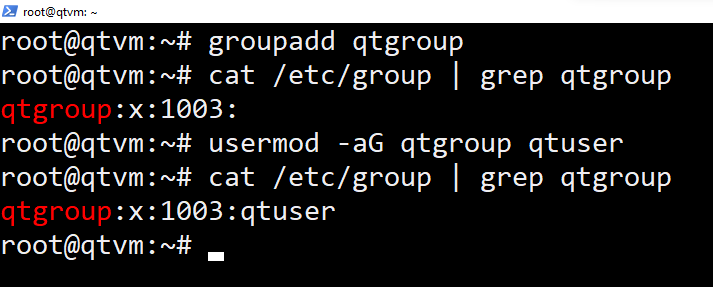 root@qtvm: ~
root@qtvm:~# groupadd qtgroup
root@qtvm:~# cat /etc/group | grep qtgroup
qtgroup:x:1003:
root@qtvm:~# usermod -aG qtgroup qtuser
root@qtvm:~# cat /etc/group | grep qtgroup
qtgroup:x:1003:qtuser
root@qtvm:~#